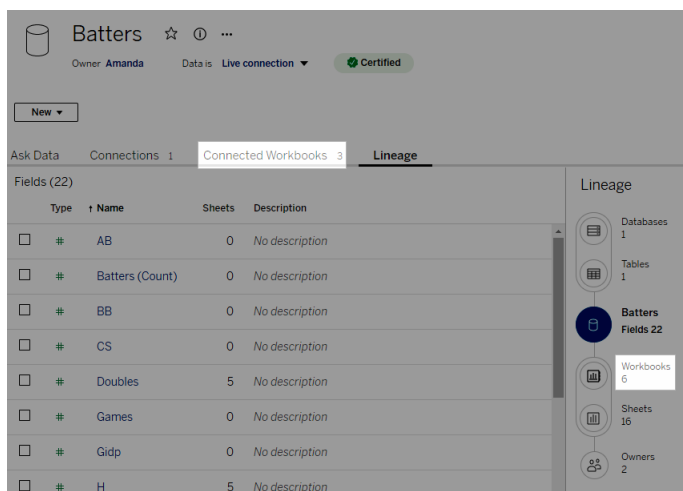 Batters
Owner Amanda Data is Live connection Certified
New
Ask Data Connections 1 Connected Workbooks 3 Lineage
Fields (22)
Type ↑ Name Sheets Description
# AB 0 No description
# Batters (Count) 0 No description
# BB 0 No description
# CS 0 No description
# Doubles 5 No description
# Games 0 No description
# Gidp 0 No description
# H 5 No description
Lineage
Databases
1
Tables
1
Batters
Fields 22
Workbooks
6
Sheets
16
Owners
2